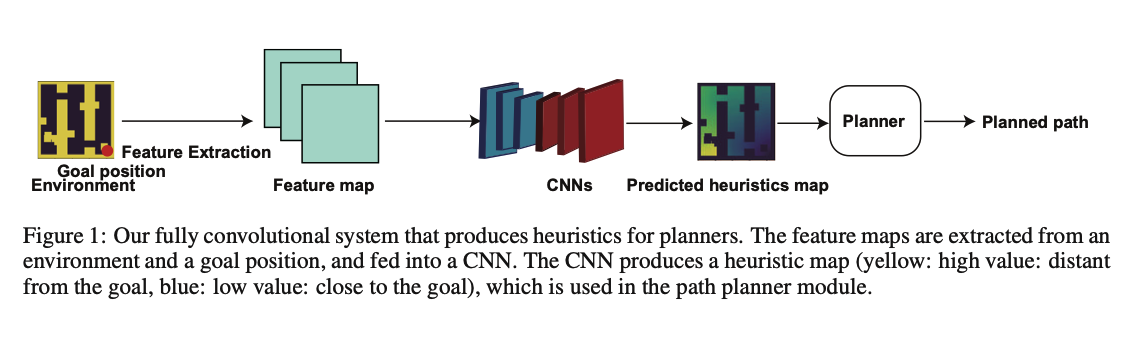 Goal position
Environment
Feature Extraction
Feature map
CNNs
Predicted heuristics map
Planner
Planned path
Figure 1: Our fully convolutional system that produces heuristics for planners. The feature maps are extracted from an
environment and a goal position, and fed into a CNN. The CNN produces a heuristic map (yellow: high value: distant
from the goal, blue: low value: close to the goal), which is used in the path planner module.